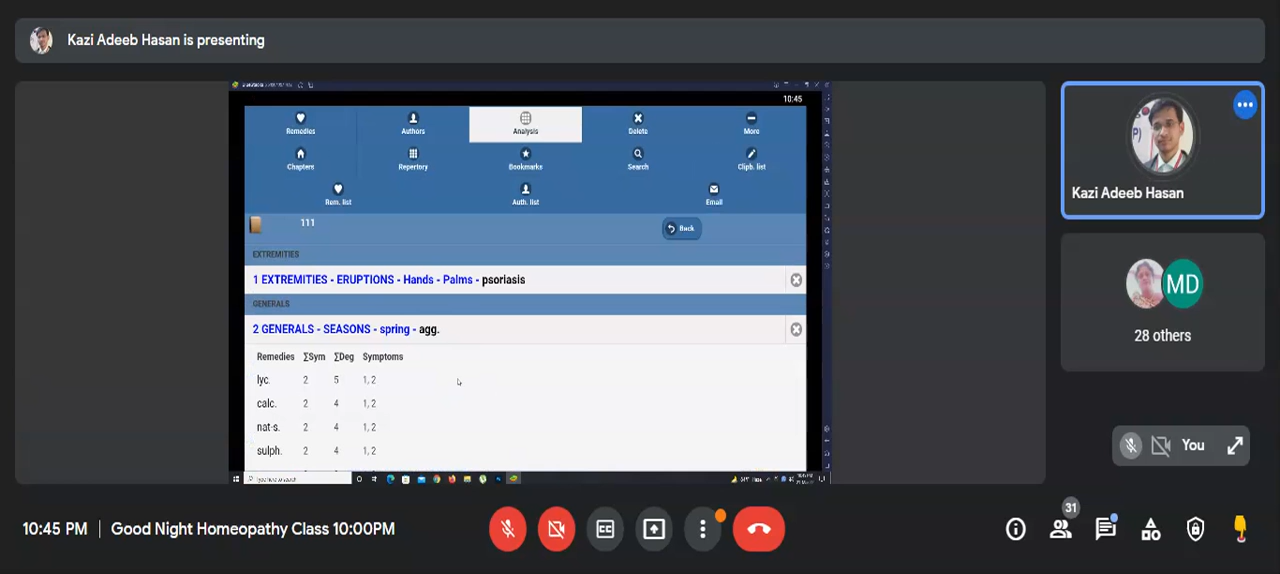 Kazi Adeeb Hasan is presenting
10:45
Remedies
Authors
Analysis
Delete
More
Chapters
Repertory
Bookmarks
Search
Clipb. list
Rem. list
Auth. list
Email
111
Back
EXTREMITIES
1 EXTREMITIES - ERUPTIONS - Hands - Palms - psoriasis
GENERALS
2 GENERALS - SEASONS - spring - agg.
Remedies ΣSym ΣDeg Symptoms
lyc. 2 5 1, 2
calc. 2 4 1, 2
nat-s. 2 4 1, 2
sulph. 2 4 1, 2
Type here to search
P)
Kazi Adeeb Hasan
MD
28 others
You
10:45 PM | Good Night Homeopathy Class 10:00PM
31